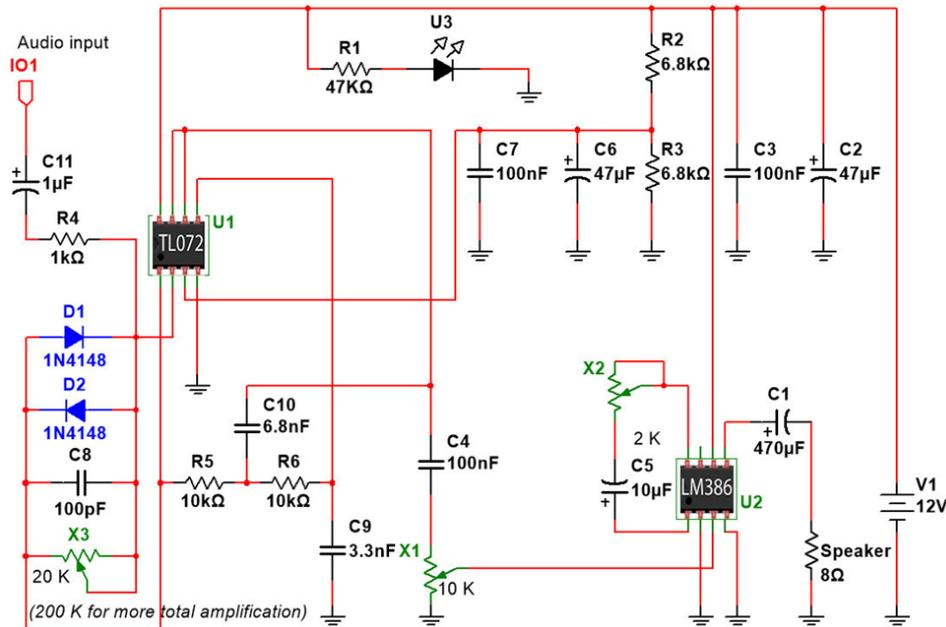 Audio input
IO1
C11
1µF
R4
1kΩ
D1
1N4148
D2
1N4148
C8
100pF
X3
20 K
(200 K for more total amplification)
U1
TL072
R1
47KΩ
U3
R2
6.8kΩ
R3
6.8kΩ
C7
100nF
C6
47µF
C3
100nF
C2
47µF
C10
6.8nF
R5
10kΩ
R6
10kΩ
C9
3.3nF
C4
100nF
X1
10 K
X2
2 K
C5
10µF
LM386
U2
C1
470µF
Speaker
8Ω
V1
12V